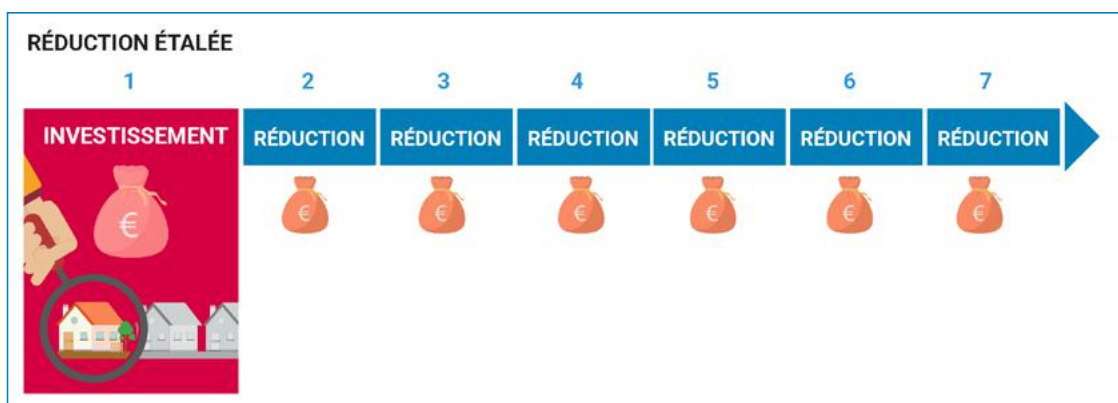 RÉDUCTION ÉTALÉE
1 2 3 4 5 6 7
INVESTISSEMENT RÉDUCTION RÉDUCTION RÉDUCTION RÉDUCTION RÉDUCTION RÉDUCTION
€ € € € € € €